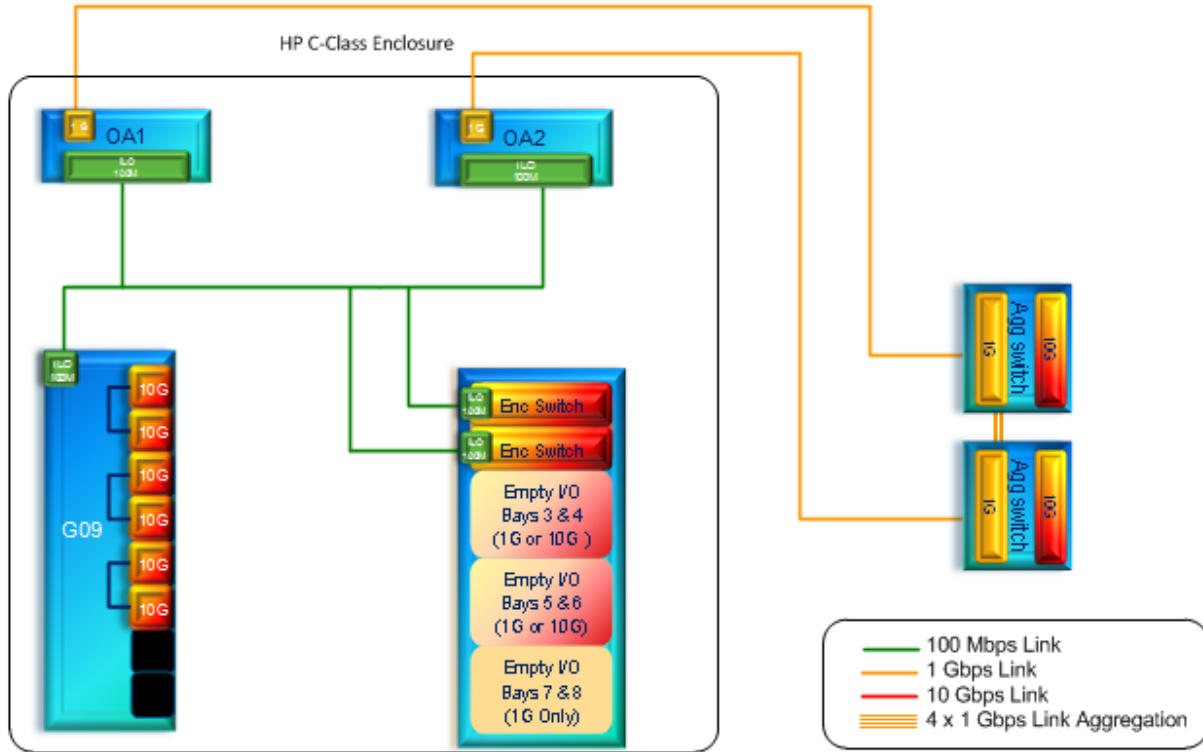 HP C-Class Enclosure
1G
OA1
ILO
100M
1G
OA2
ILO
100M
ILO
100M
G09
10G
10G
10G
10G
10G
10G
ILO
100M
Enc Switch
ILO
100M
Enc Switch
Empty I/O
Bays 3 & 4
(1G or 10G )
Empty I/O
Bays 5 & 6
(1G or 10G)
Empty I/O
Bays 7 & 8
(1G Only)
1G
Agg switch
10G
1G
Agg switch
10G
100 Mbps Link
1 Gbps Link
10 Gbps Link
4 x 1 Gbps Link Aggregation